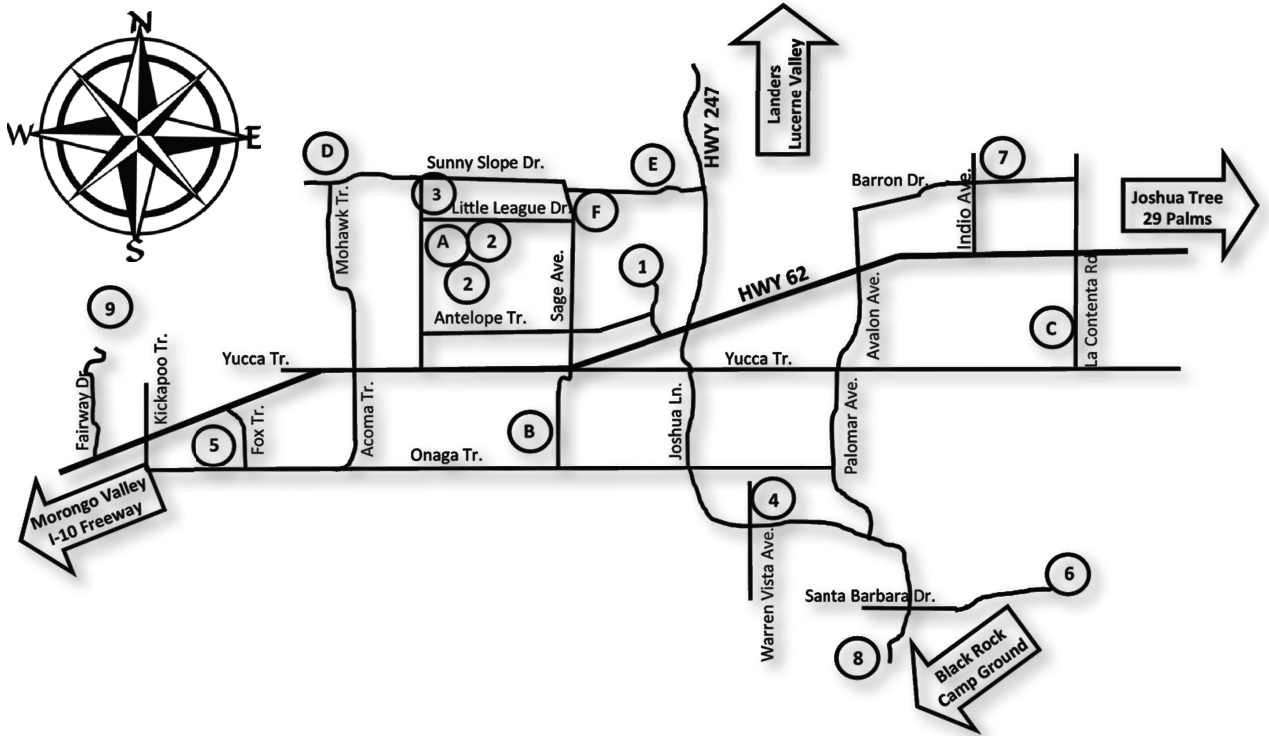 N
W
E
S
Landers
Lucerne Valley
HWY 247
D
Sunny Slope Dr.
E
7
Barron Dr.
Indio Ave.
Joshua Tree
29 Palms
3
Little League Dr.
F
Mohawk Tr.
A
2
2
Sage Ave.
1
HWY 62
Avalon Ave.
La Contenta Rd
C
9
Antelope Tr.
Fairway Dr.
Kickapoo Tr.
Yucca Tr.
Yucca Tr.
5
Fox Tr.
Acoma Tr.
Onaga Tr.
B
Joshua Ln.
Palomar Ave.
Morongo Valley
I-10 Freeway
4
Warren Vista Ave.
Santa Barbara Dr.
6
8
Black Rock
Camp Ground